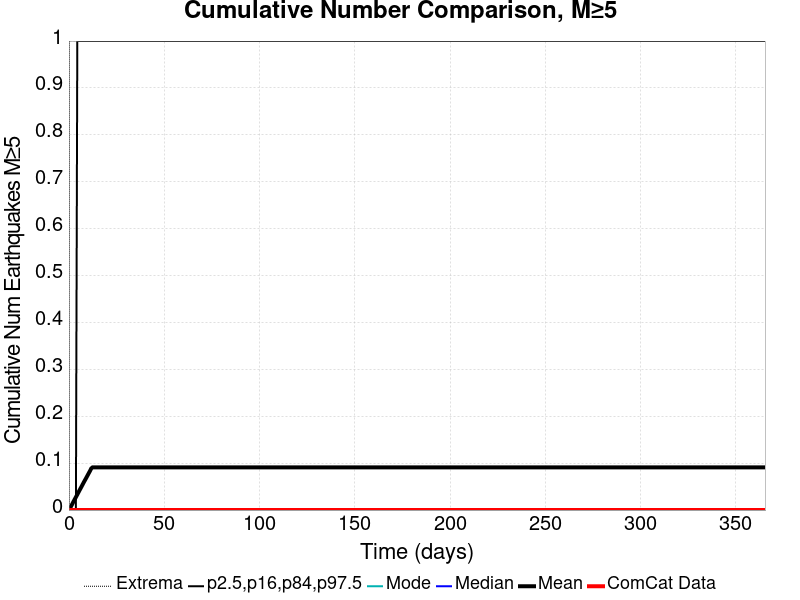 Cumulative Number Comparison, M≥5
Cumulative Num Earthquakes M≥5
1
0.9
0.8
0.7
0.6
0.5
0.4
0.3
0.2
0.1
0
0 50 100 150 200 250 300 350
Time (days)
Extrema p2.5,p16,p84,p97.5 Mode Median Mean ComCat Data